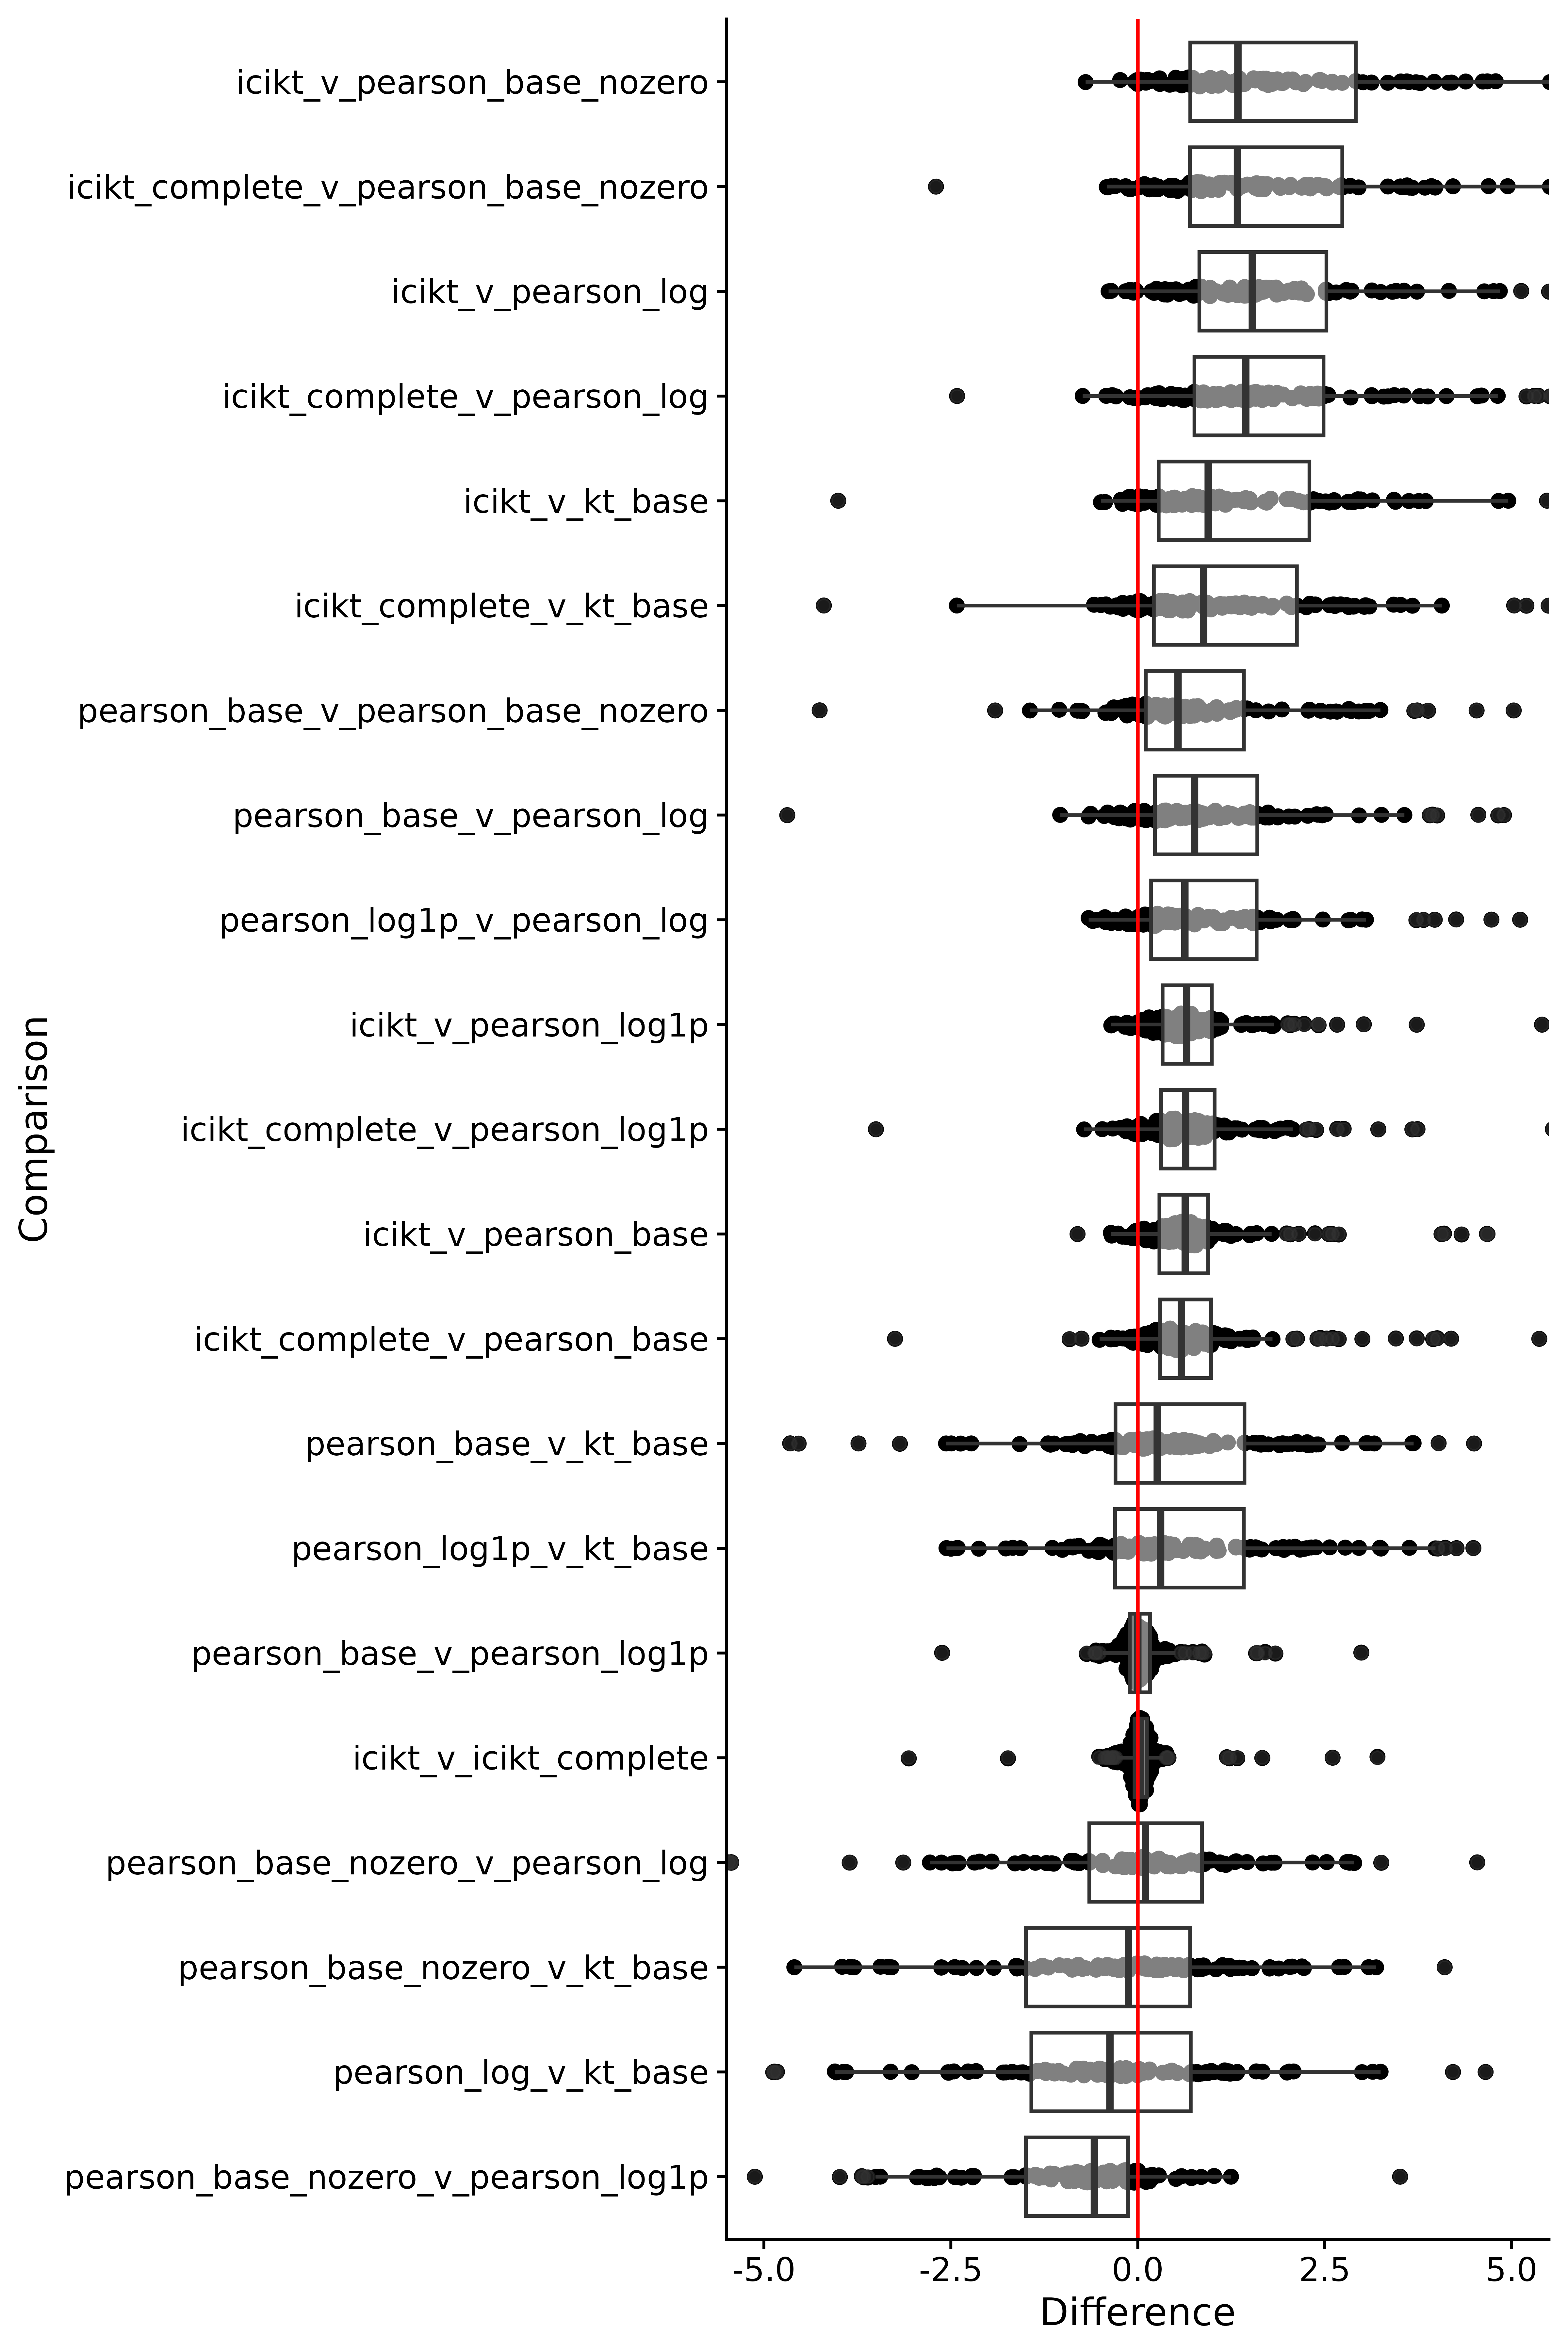 icikt_v_pearson_base_nozero
icikt_complete_v_pearson_base_nozero
icikt_v_pearson_log
icikt_complete_v_pearson_log
icikt_v_kt_base
icikt_complete_v_kt_base
pearson_base_v_pearson_base_nozero
pearson_base_v_pearson_log
pearson_log1p_v_pearson_log
icikt_v_pearson_log1p
icikt_complete_v_pearson_log1p
icikt_v_pearson_base
icikt_complete_v_pearson_base
pearson_base_v_kt_base
pearson_log1p_v_kt_base
pearson_base_v_pearson_log1p
icikt_v_icikt_complete
pearson_base_nozero_v_pearson_log
pearson_base_nozero_v_kt_base
pearson_log_v_kt_base
pearson_base_nozero_v_pearson_log1p
Comparison
-5.0 -2.5 0.0 2.5 5.0
Difference